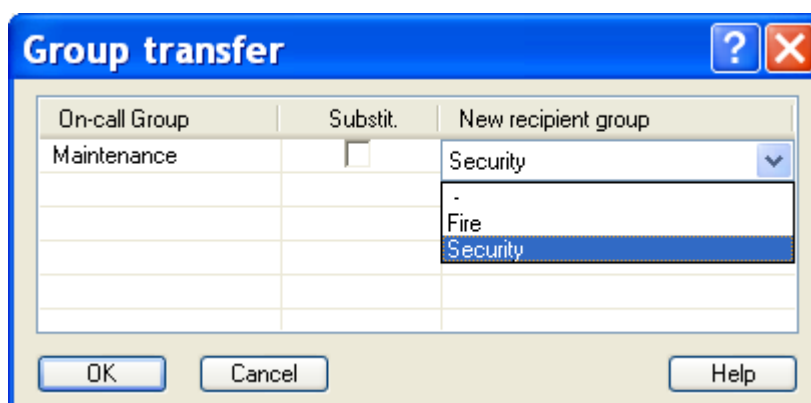 Group transfer
On-call Group Substit. New recipient group
Maintenance Security
-
Fire
Security
OK Cancel Help